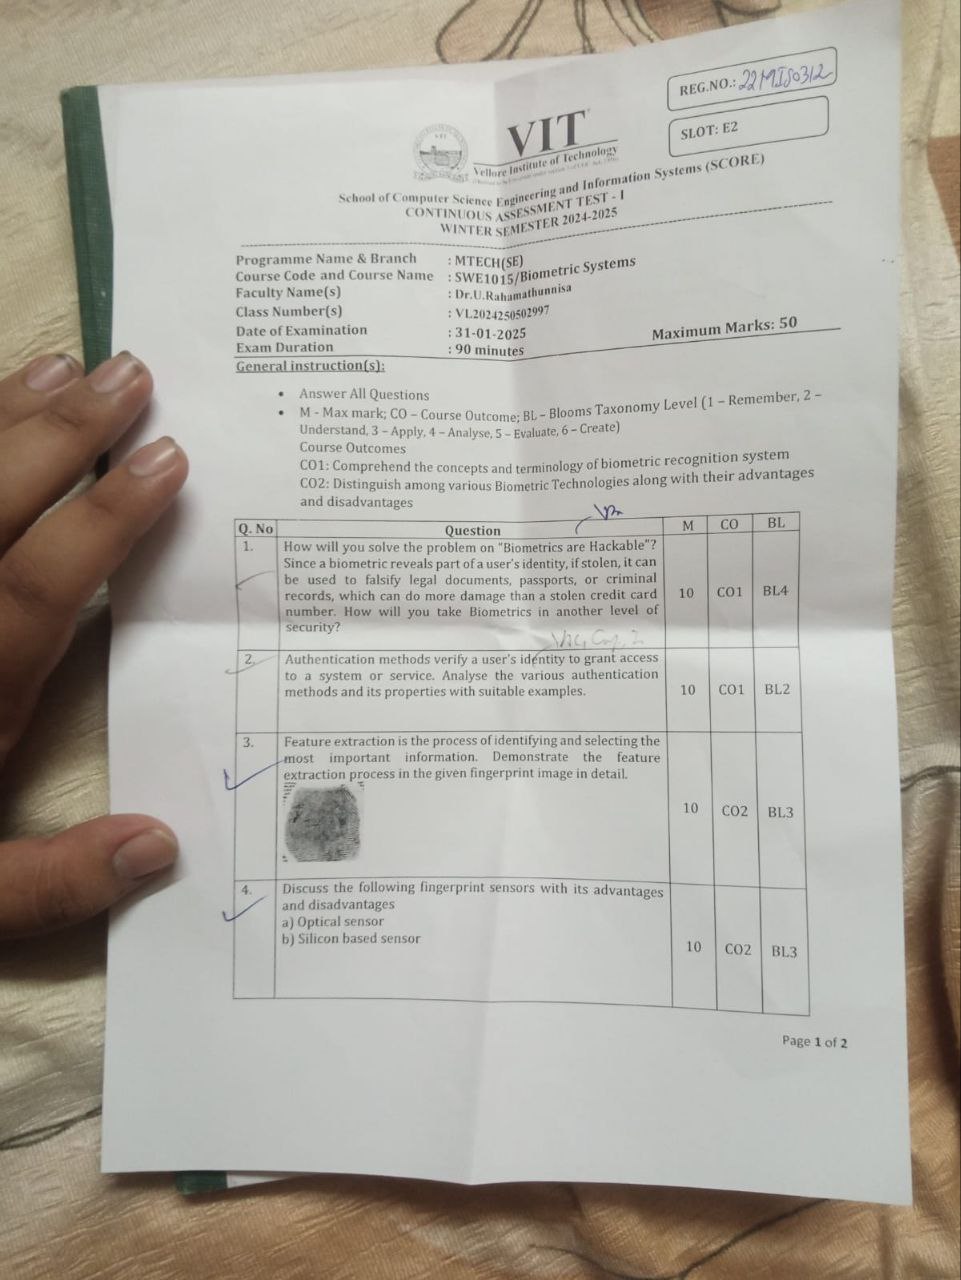 REG.NO.: 22MIS0312
SLOT: E2
VIT
Vellore Institute of Technology
School of Computer Science Engineering and Information Systems (SCORE)
CONTINUOUS ASSESSMENT TEST - I
WINTER SEMESTER 2024-2025
Programme Name & Branch : MTECH(SE)
Course Code and Course Name : SWE1015/Biometric Systems
Faculty Name(s) : Dr.U.Rahamathunnisa
Class Number(s) : VL2024250502997
Date of Examination : 31-01-2025
Maximum Marks: 50
Exam Duration : 90 minutes
General instruction(s):
• Answer All Questions
• M - Max mark; CO – Course Outcome; BL – Blooms Taxonomy Level (1 – Remember, 2 –
Understand, 3 – Apply, 4 – Analyse, 5 – Evaluate, 6 – Create)
Course Outcomes
CO1: Comprehend the concepts and terminology of biometric recognition system
CO2: Distinguish among various Biometric Technologies along with their advantages
and disadvantages
Q. No Question M CO BL
1. How will you solve the problem on "Biometrics are Hackable"?
Since a biometric reveals part of a user's identity, if stolen, it can
be used to falsify legal documents, passports, or criminal
records, which can do more damage than a stolen credit card 10 CO1 BL4
number. How will you take Biometrics in another level of
security?
2. Authentication methods verify a user's identity to grant access
to a system or service. Analyse the various authentication
methods and its properties with suitable examples. 10 CO1 BL2
3. Feature extraction is the process of identifying and selecting the
most important information. Demonstrate the feature
extraction process in the given fingerprint image in detail.
10 CO2 BL3
4. Discuss the following fingerprint sensors with its advantages
and disadvantages
a) Optical sensor
b) Silicon based sensor 10 CO2 BL3
Page 1 of 2